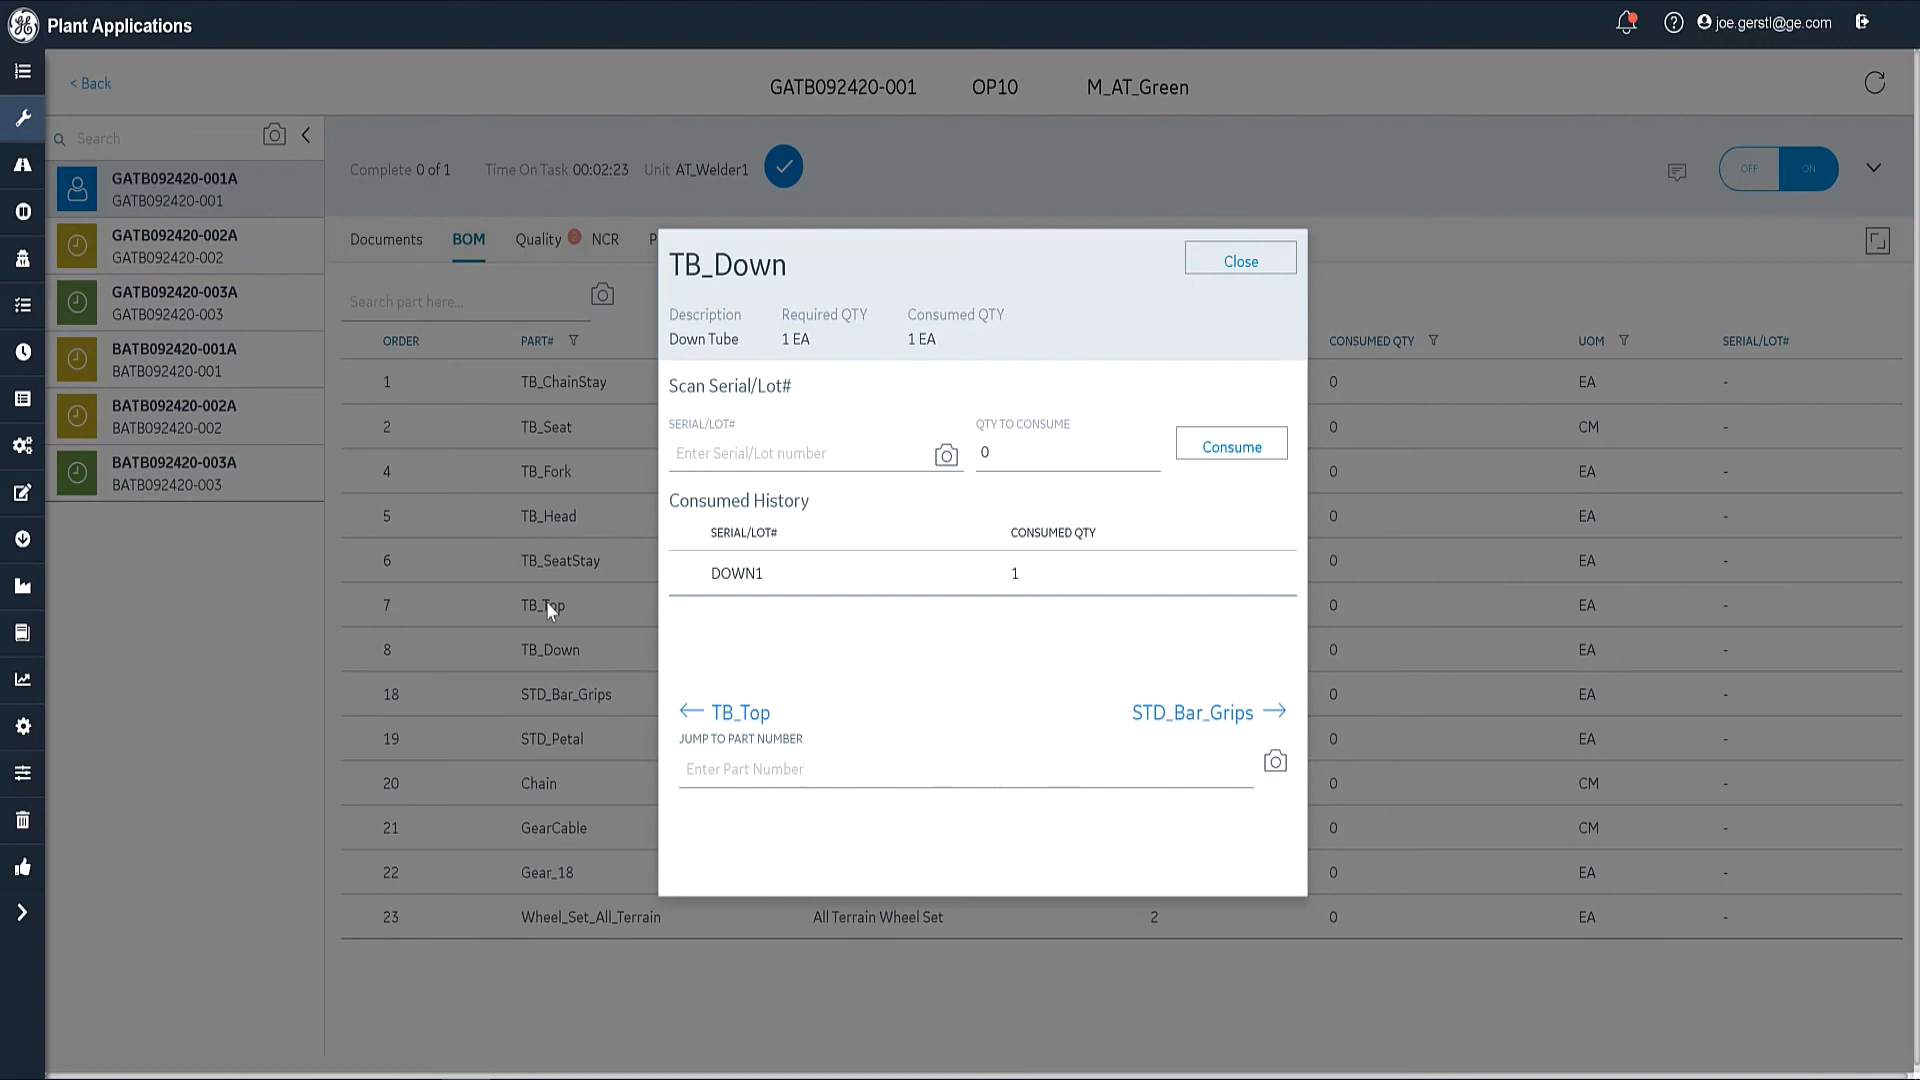 Plant Applications
joe.gerstl@ge.com
< Back
GATB092420-001 OP10 M_AT_Green
Search
GATB092420-001A
GATB092420-001
GATB092420-002A
GATB092420-002
GATB092420-003A
GATB092420-003
BATB092420-001A
BATB092420-001
BATB092420-002A
BATB092420-002
BATB092420-003A
BATB092420-003
Complete 0 of 1 Time On Task 00:02:23 Unit AT_Welder1
OFF ON
Documents BOM Quality 2 NCR P
Search part here...
ORDER PART# CONSUMED QTY UOM SERIAL/LOT#
1 TB_ChainStay 0 EA -
2 TB_Seat 0 CM -
4 TB_Fork 0 EA -
5 TB_Head 0 EA -
6 TB_SeatStay 0 EA -
7 TB_Top 0 EA -
8 TB_Down 0 EA -
18 STD_Bar_Grips 0 EA -
19 STD_Petal 0 EA -
20 Chain 0 CM -
21 GearCable 0 CM -
22 Gear_18 0 EA -
23 Wheel_Set_All_Terrain All Terrain Wheel Set 2 0 EA -
TB_Down
Close
Description Required QTY Consumed QTY
Down Tube 1 EA 1 EA
Scan Serial/Lot#
SERIAL/LOT# QTY TO CONSUME
Enter Serial/Lot number 0 Consume
Consumed History
SERIAL/LOT# CONSUMED QTY
DOWN1 1
← TB_Top STD_Bar_Grips →
JUMP TO PART NUMBER
Enter Part Number